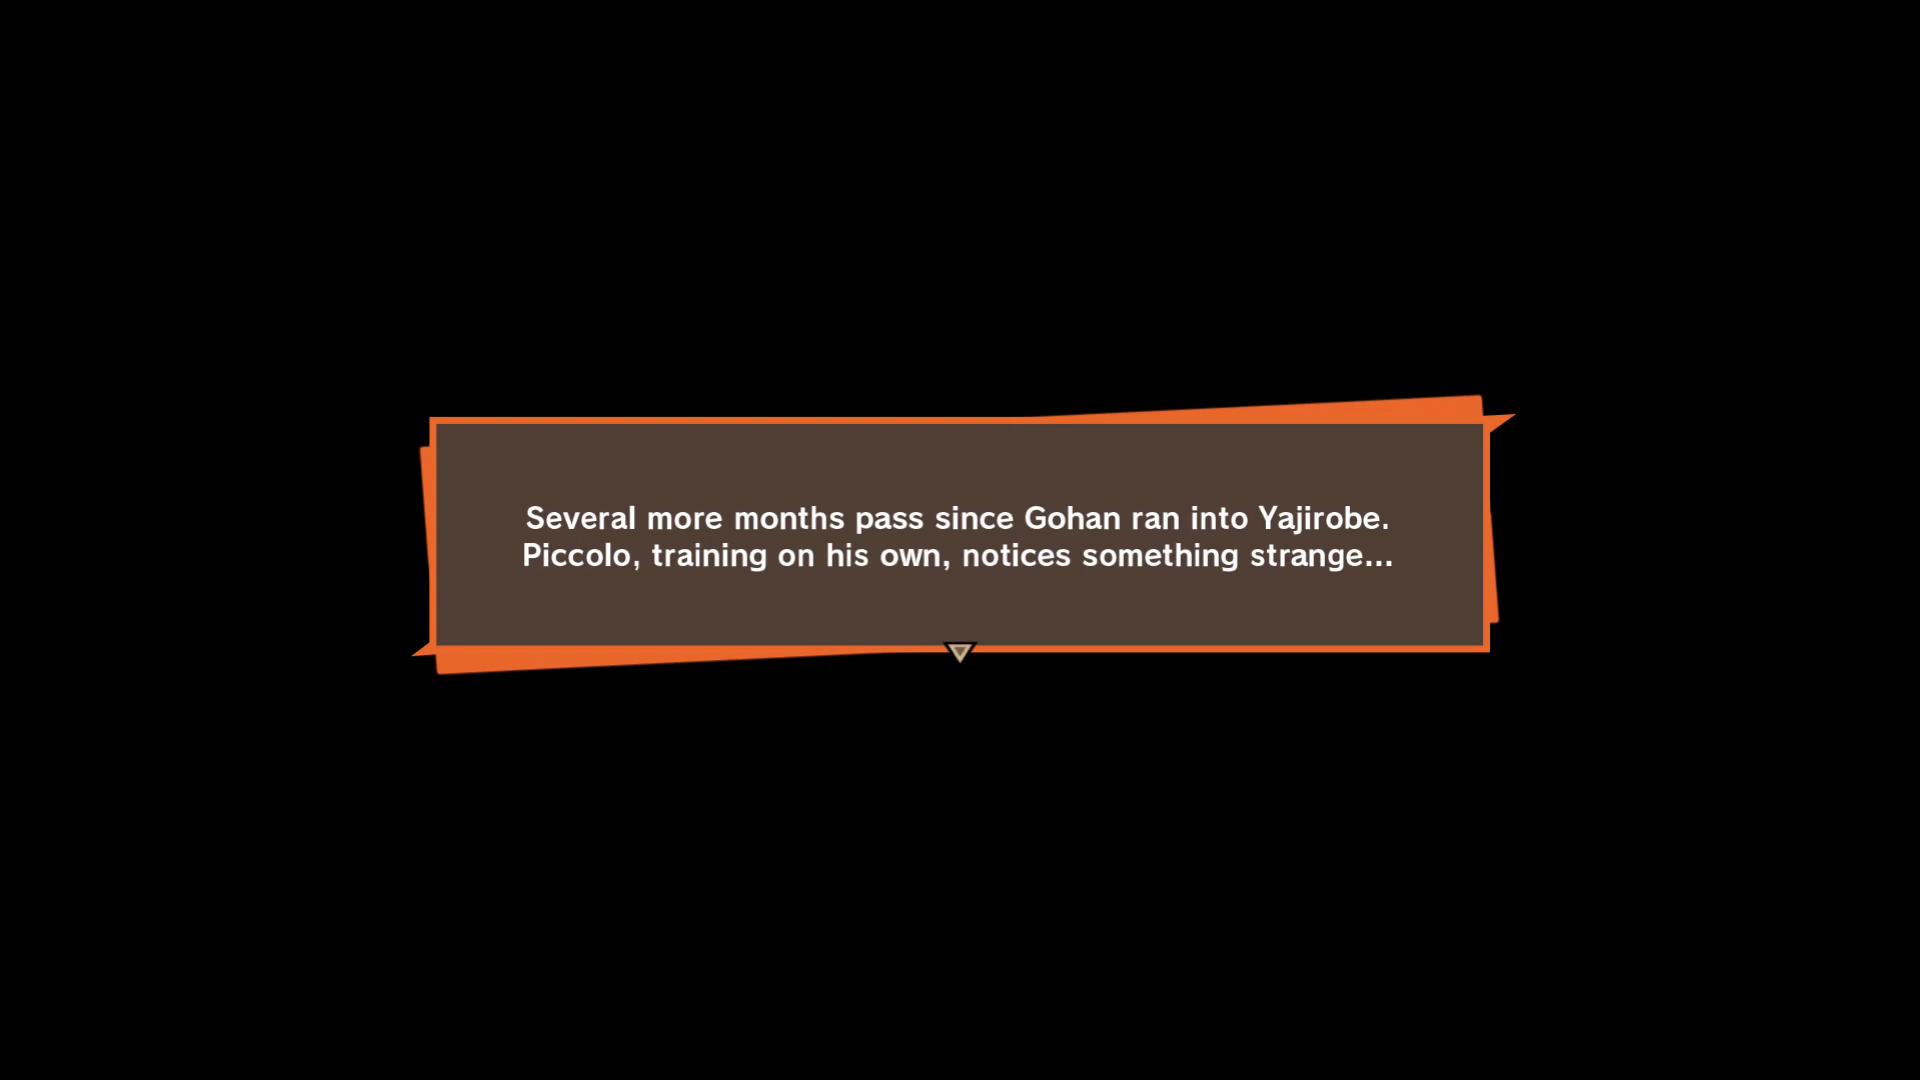 Several more months pass since Gohan ran into Yajirobe.
Piccolo, training on his own, notices something strange...